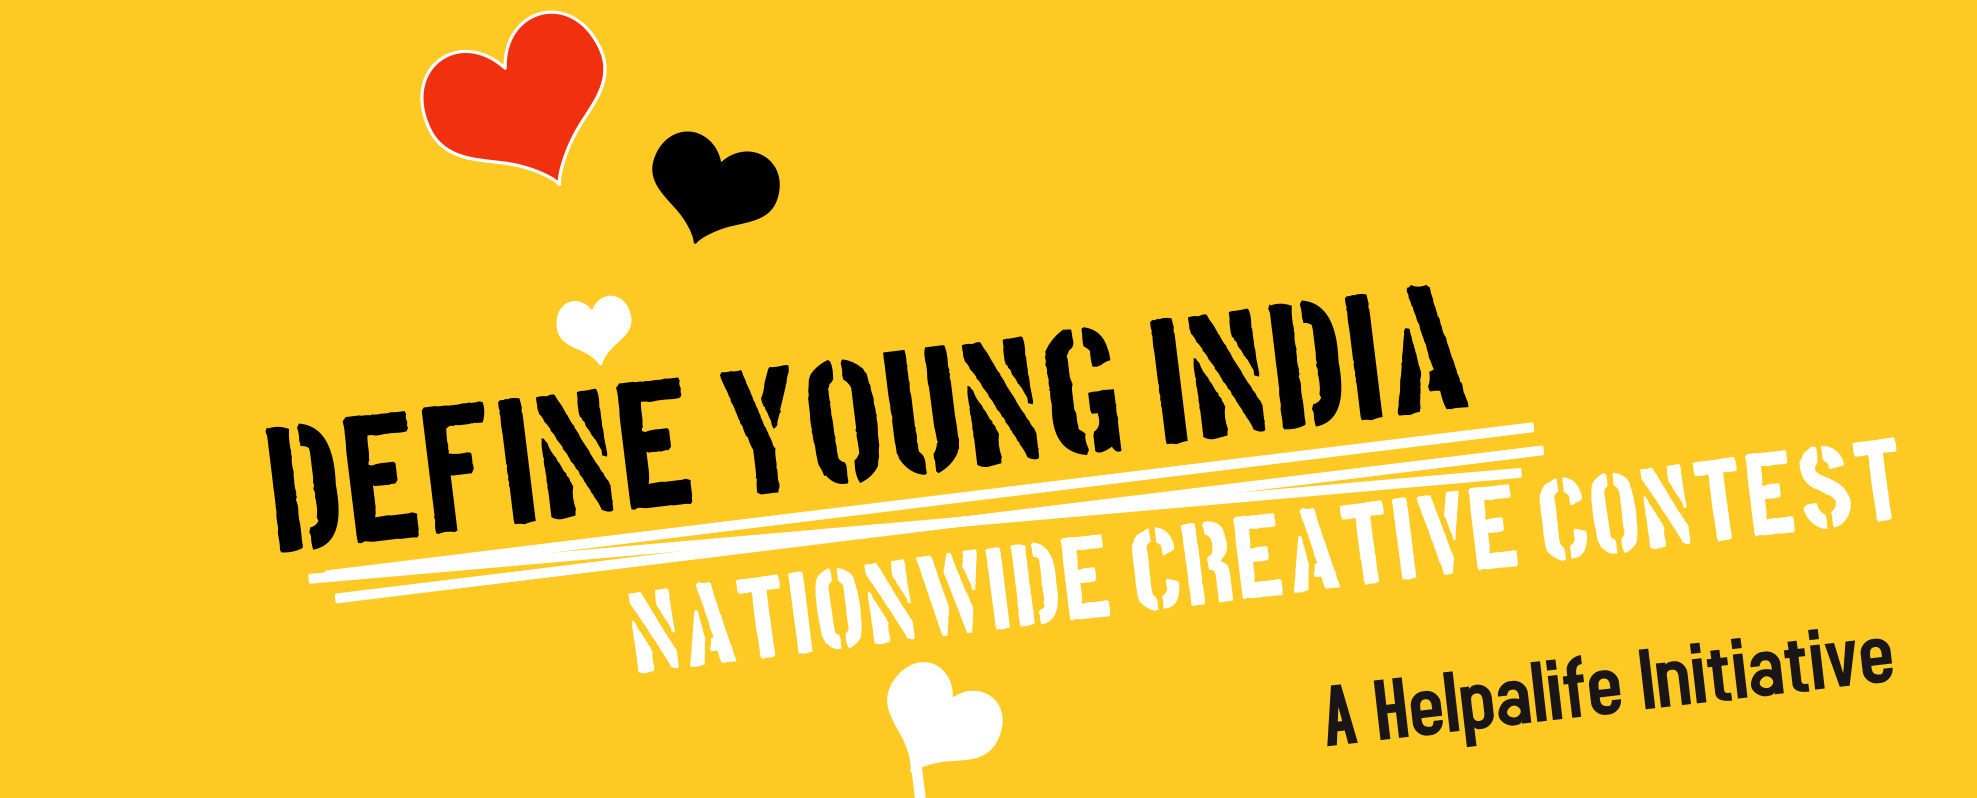 DEFINE YOUNG INDIA
NATIONWIDE CREATIVE CONTEST
A Helpalife Initiative